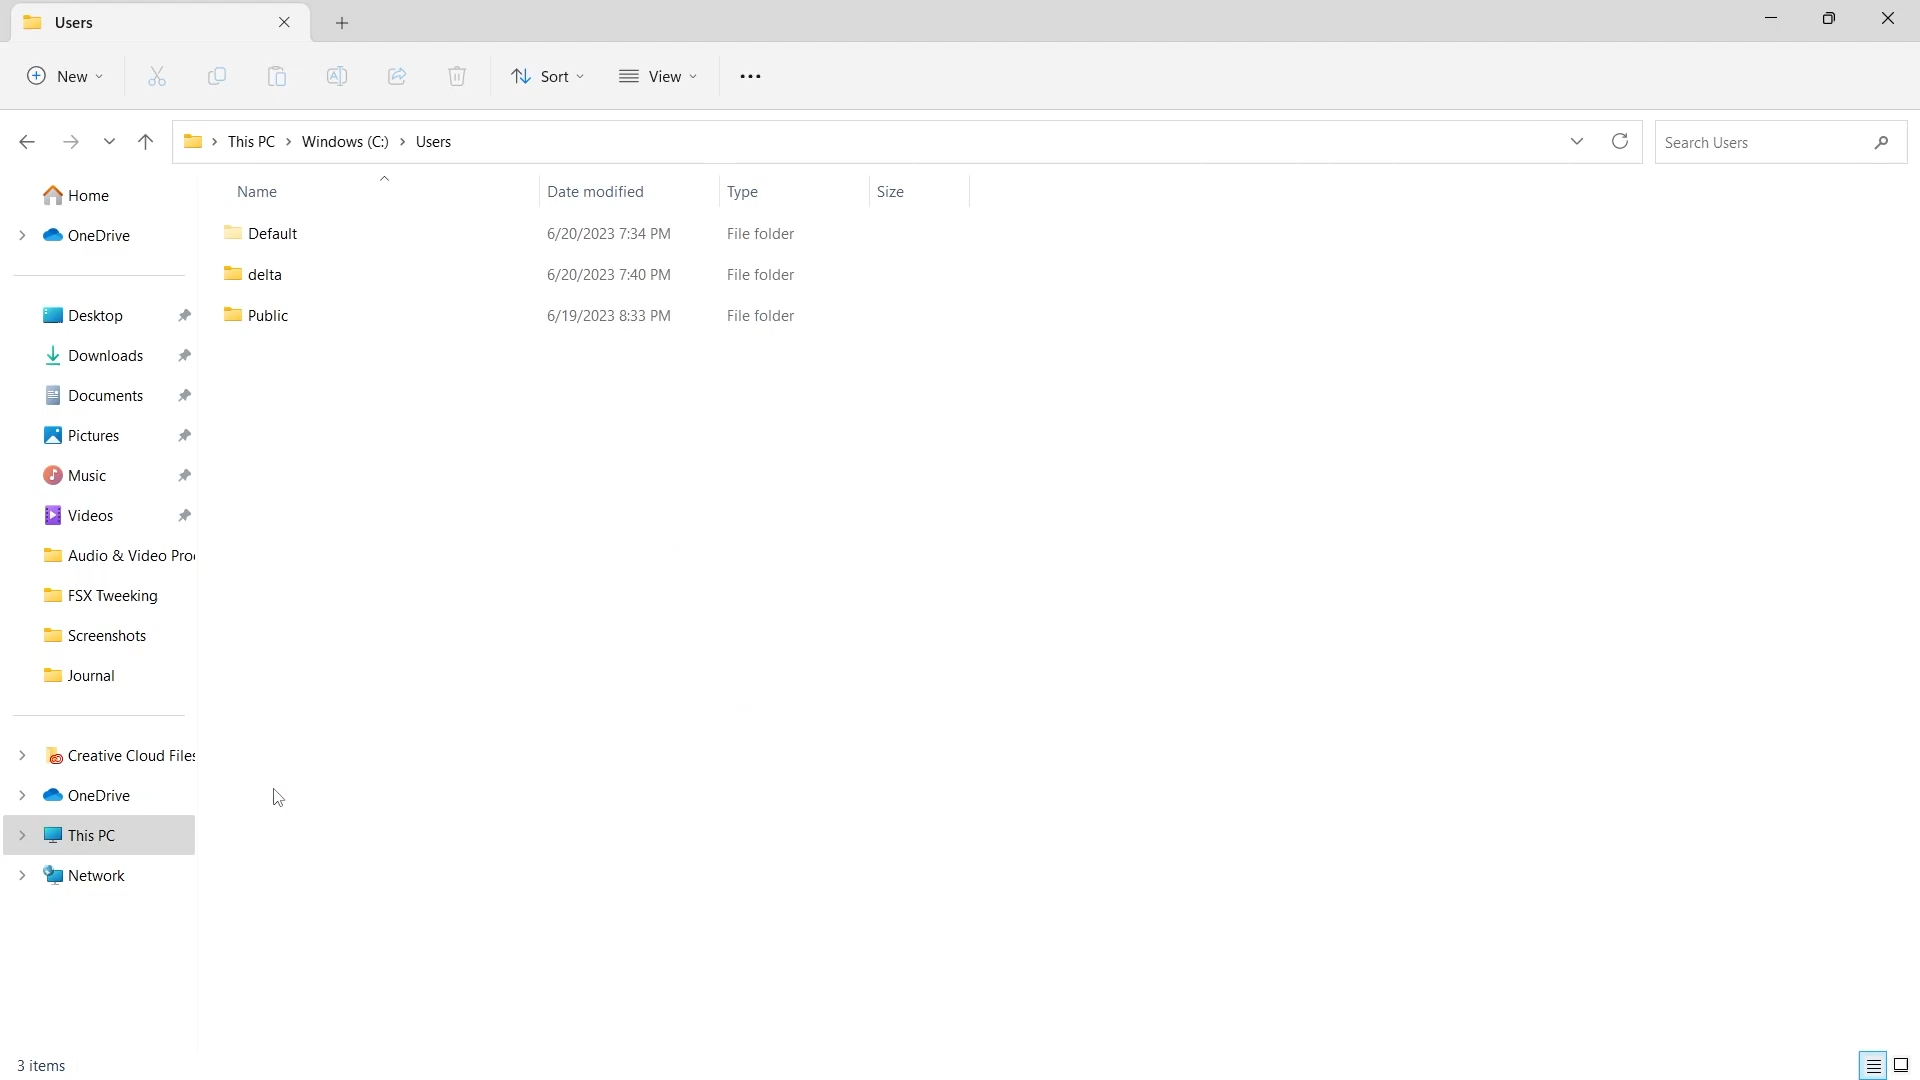 Users
New
Sort
View
This PC
Windows (C:)
Users
Search Users
Name
Date modified
Type
Size
Home
OneDrive
Default
6/20/2023 7:34 PM
File folder
delta
6/20/2023 7:40 PM
File folder
Public
6/19/2023 8:33 PM
File folder
Desktop
Downloads
Documents
Pictures
Music
Videos
Audio & Video Pro
FSX Tweeking
Screenshots
Journal
Creative Cloud Files
OneDrive
This PC
Network
3 items